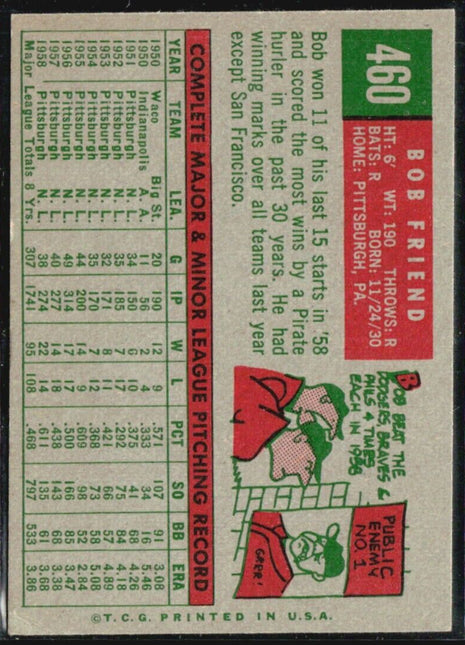 460
BOB FRIEND
HT: 6' WT: 190 THROWS: R
BATS: R BORN: 11/24/30
HOME: PITTSBURGH, PA.
Bob won 11 of his last 15 starts in '58
and scored the most wins by a Pirate
hurler in the past 30 years. He had
winning marks over all teams last year
except San Francisco.
BOB BEAT THE
DODGERS, BRAVES &
PHILS 4 TIMES
EACH IN 1958
PUBLIC
ENEMY
NO. 1
GRRR!
COMPLETE MAJOR & MINOR LEAGUE PITCHING RECORD
YEAR TEAM LEA. G IP W L PCT SO BB ERA
1950 Waco Big St. 20 190 12 9 .571 91 3.08
1950 Indianapolis A. A. 11 56 2 4 .333 34 16 5.46
1951 Pittsburgh N. L. 34 150 6 10 .375 41 68 4.26
1952 Pittsburgh N. L. 35 185 7 17 .292 75 84 4.18
1953 Pittsburgh N. L. 32 171 8 11 .421 66 57 4.89
1954 Pittsburgh N. L. 35 170 7 12 .368 73 58 5.08
1955 Pittsburgh N. L. 44 200 14 9 .609 98 52 2.84
1956 Pittsburgh N. L. 49 314 17 17 .500 166 85 3.47
1957 Pittsburgh N. L. 40 277 14 18 .438 143 68 3.38
1958 Pittsburgh N. L. 38 274 22 14 .611 135 61 3.68
Major League Totals 8 Yrs. 307 1741 95 108 .468 797 533 3.86
©T.C.G. PRINTED IN U.S.A.